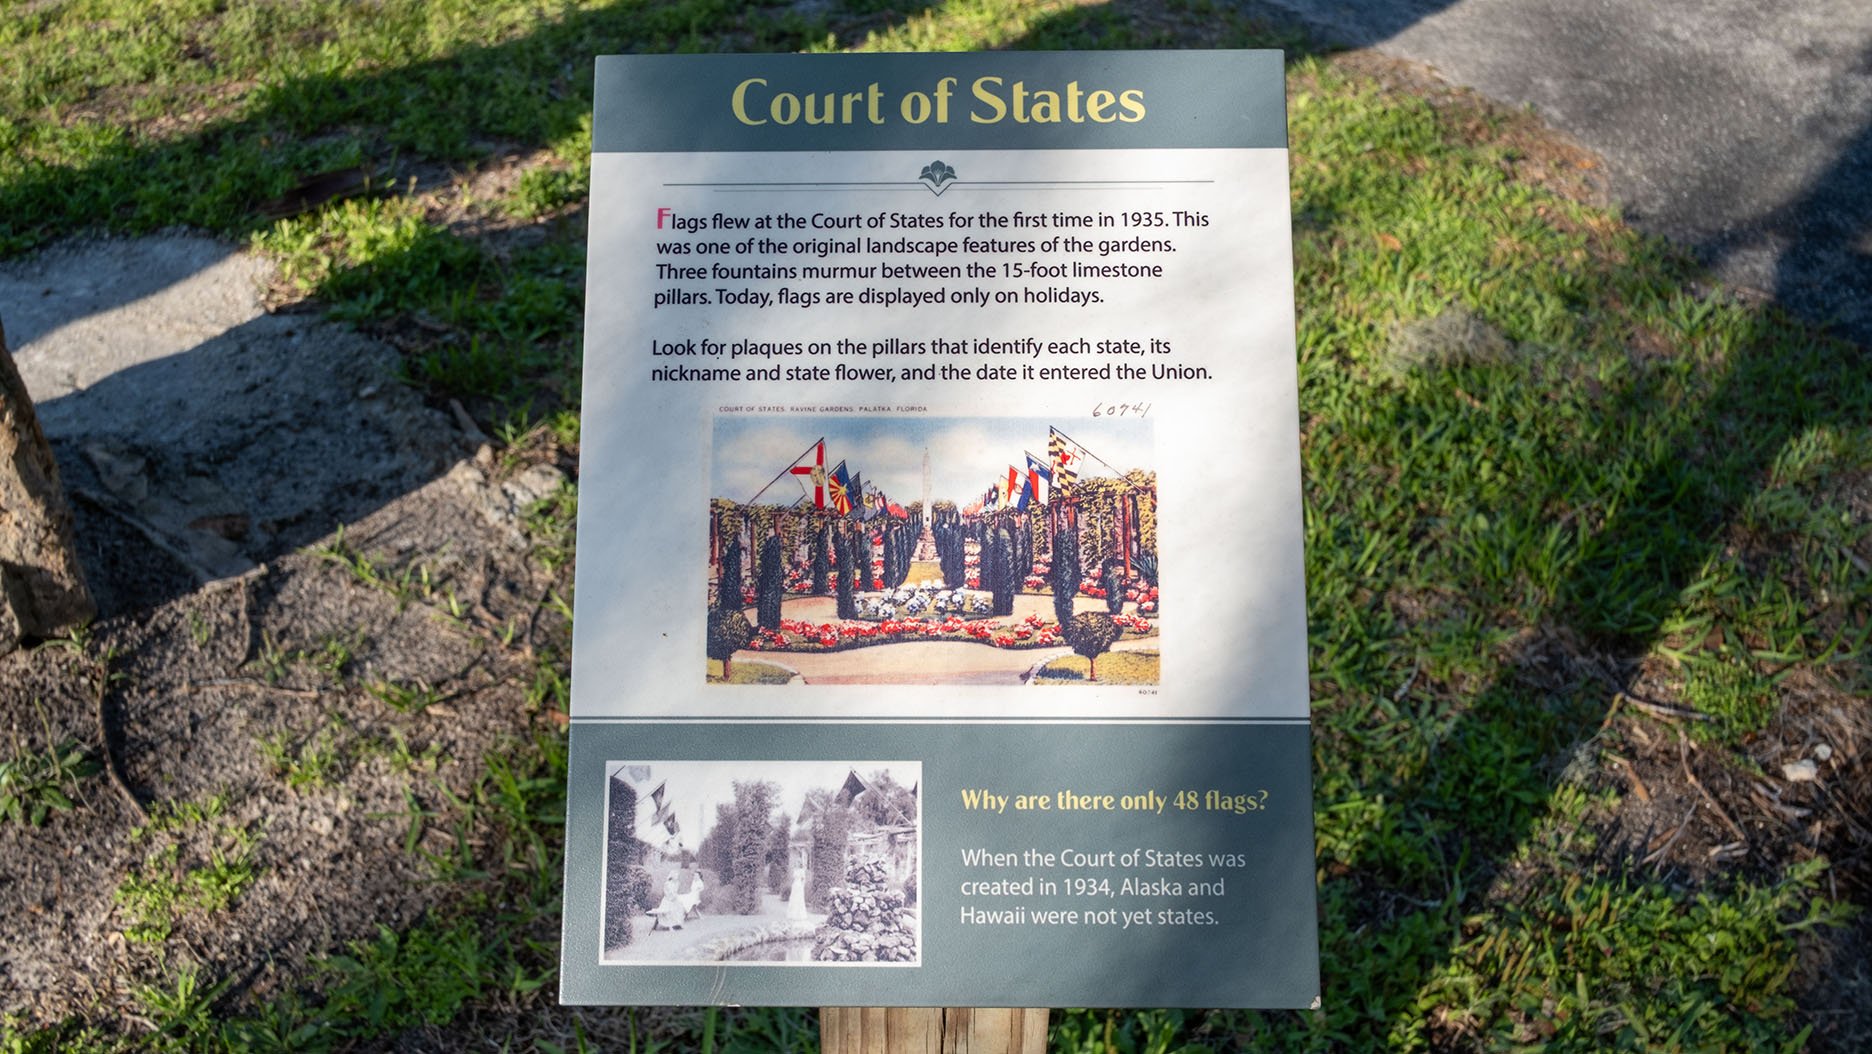 Court of States
Flags flew at the Court of States for the first time in 1935. This
was one of the original landscape features of the gardens.
Three fountains murmur between the 15-foot limestone
pillars. Today, flags are displayed only on holidays.
Look for plaques on the pillars that identify each state, its
nickname and state flower, and the date it entered the Union.
COURT OF STATES, RAVINE GARDENS, PALATKA, FLORIDA
60741
60741
Why are there only 48 flags?
When the Court of States was
created in 1934, Alaska and
Hawaii were not yet states.